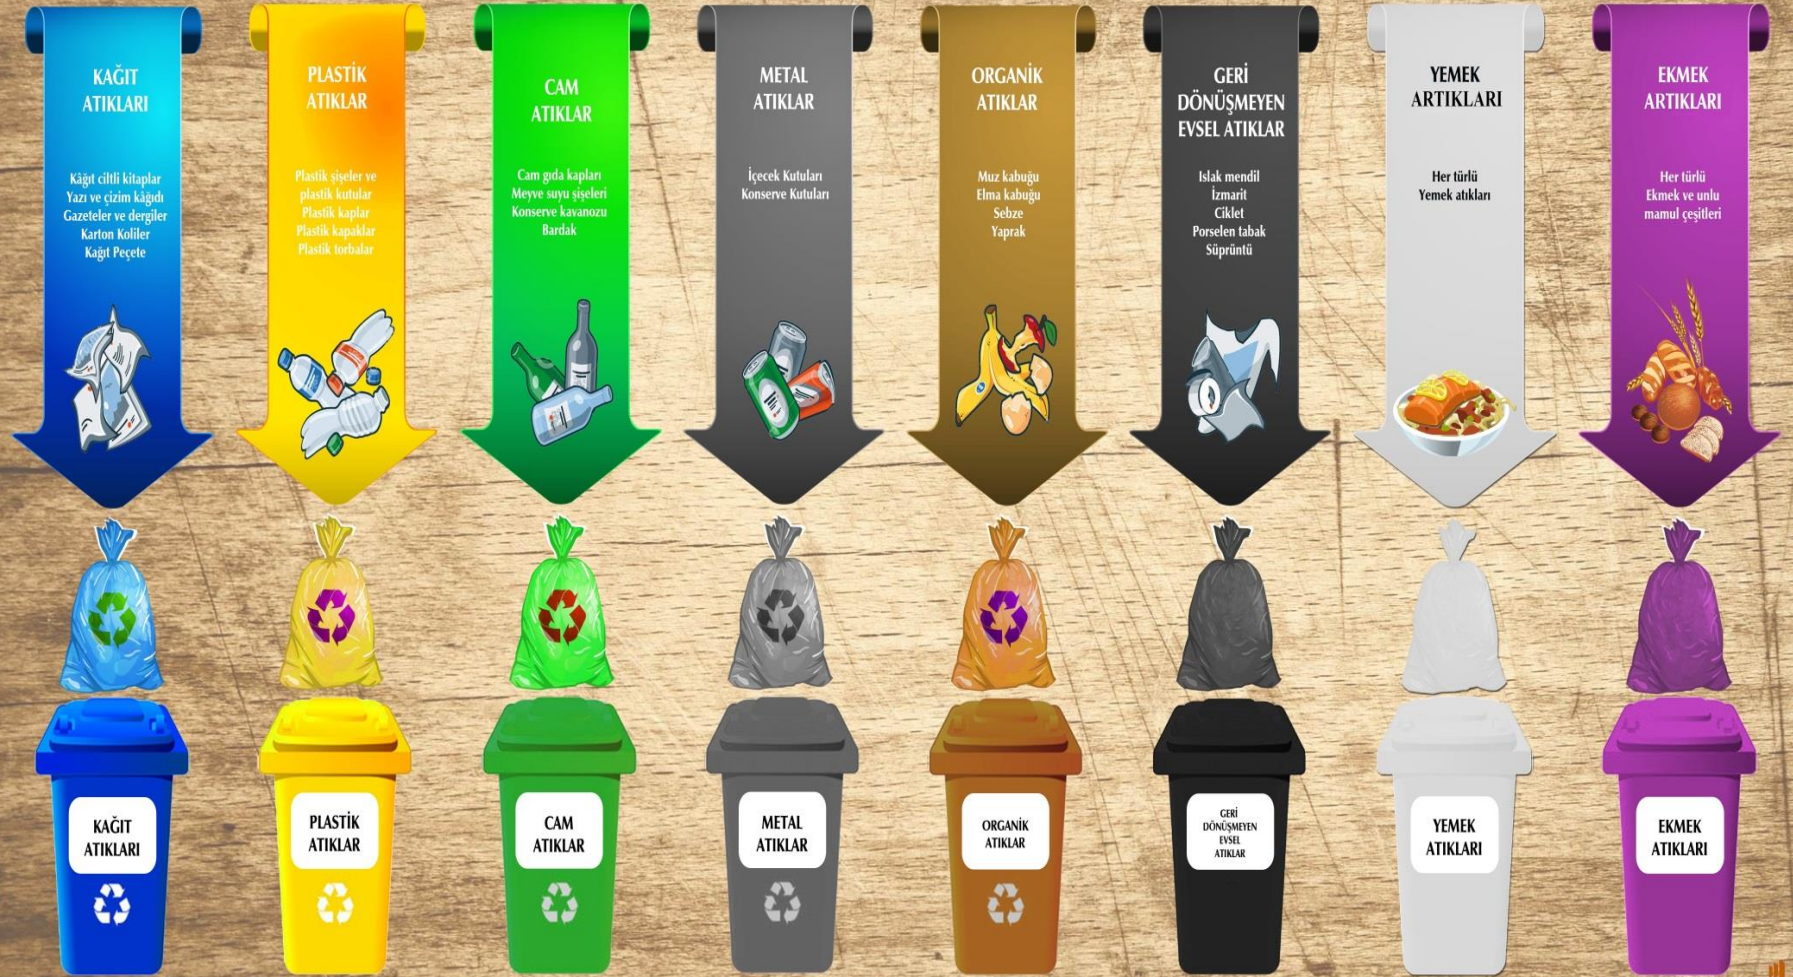 KAĞIT
ATIKLARI
Kâğıt ciltli kitaplar
Yazı ve çizim kâğıdı
Gazeteler ve dergiler
Karton Koliler
Kağıt Peçete
PLASTİK
ATIKLAR
Plastik şişeler ve
plastik kutular
Plastik kaplar
Plastik kapaklar
Plastik torbalar
CAM
ATIKLAR
Cam gıda kapları
Meyve suyu şişeleri
Konserve kavanozu
Bardak
METAL
ATIKLAR
İçecek Kutuları
Konserve Kutuları
ORGANİK
ATIKLAR
Muz kabuğu
Elma kabuğu
Sebze
Yaprak
GERİ
DÖNÜŞMEYEN
EVSEL ATIKLAR
Islak mendil
İzmarit
Ciklet
Porselen tabak
Süprüntü
YEMEK
ARTIKLARI
Her türlü
Yemek atıkları
EKMEK
ARTIKLARI
Her türlü
Ekmek ve unlu
mamul çeşitleri
KAĞIT
ATIKLARI
PLASTİK
ATIKLAR
CAM
ATIKLAR
METAL
ATIKLAR
ORGANİK
ATIKLAR
GERİ
DÖNÜŞMEYEN
EVSEL
ATIKLAR
YEMEK
ATIKLARI
EKMEK
ATIKLARI